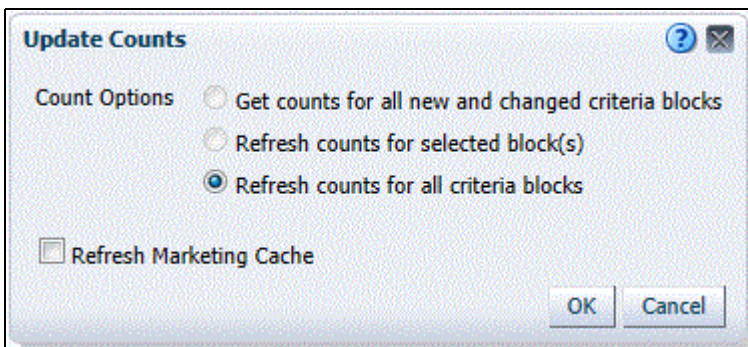 Update Counts
?
Count Options
Get counts for all new and changed criteria blocks
Refresh counts for selected block(s)
Refresh counts for all criteria blocks
Refresh Marketing Cache
OK Cancel